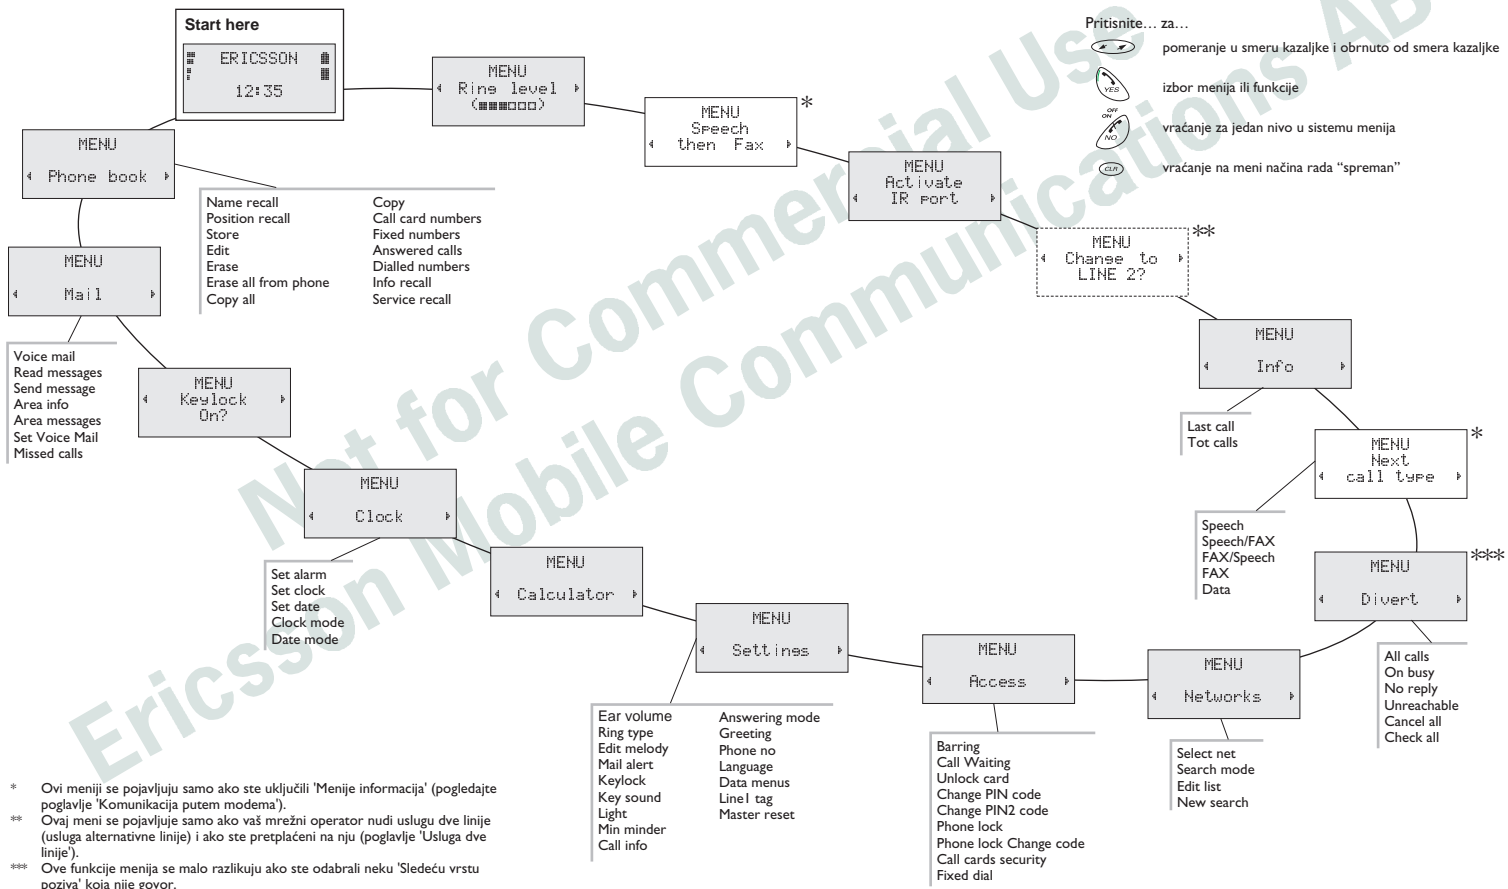 Start here
ERICSSON
12:35
MENU
Ring level
MENU
Speech
then Fax
*
MENU
Activate
IR port
MENU
Change to
LINE 2?
**
MENU
Info
Last call
Tot calls
MENU
Next
call type
*
Speech
Speech/FAX
FAX/Speech
FAX
Data
MENU
Divert
***
All calls
On busy
No reply
Unreachable
Cancel all
Check all
MENU
Networks
Select net
Search mode
Edit list
New search
MENU
Access
Barring
Call Waiting
Unlock card
Change PIN code
Change PIN2 code
Phone lock
Phone lock Change code
Call cards security
Fixed dial
MENU
Settings
Ear volume
Ring type
Edit melody
Mail alert
Keylock
Key sound
Light
Min minder
Call info
Answering mode
Greeting
Phone no
Language
Data menus
Line1 tag
Master reset
MENU
Calculator
MENU
Clock
Set alarm
Set clock
Set date
Clock mode
Date mode
MENU
Keylock
On?
MENU
Mail
Voice mail
Read messages
Send message
Area info
Area messages
Set Voice Mail
Missed calls
MENU
Phone book
Name recall
Position recall
Store
Edit
Erase
Erase all from phone
Copy all
Copy
Call card numbers
Fixed numbers
Answered calls
Dialled numbers
Info recall
Service recall
Pritisnite… za…
pomeranje u smeru kazaljke i obrnuto od smera kazaljke
YES
izbor menija ili funkcije
OFF
ON
NO
vraćanje za jedan nivo u sistemu menija
CLR
vraćanje na meni načina rada “spreman”
* Ovi meniji se pojavljuju samo ako ste uključili 'Menije informacija' (pogledajte
poglavlje 'Komunikacija putem modema').
** Ovaj meni se pojavljuje samo ako vaš mrežni operator nudi uslugu dve linije
(usluga alternativne linije) i ako ste pretplaćeni na nju (poglavlje 'Usluga dve
linije').
*** Ove funkcije menija se malo razlikuju ako ste odabrali neku 'Sledeću vrstu
poziva' koja nije govor.
Not for Commercial Use
Ericsson Mobile Communications AB